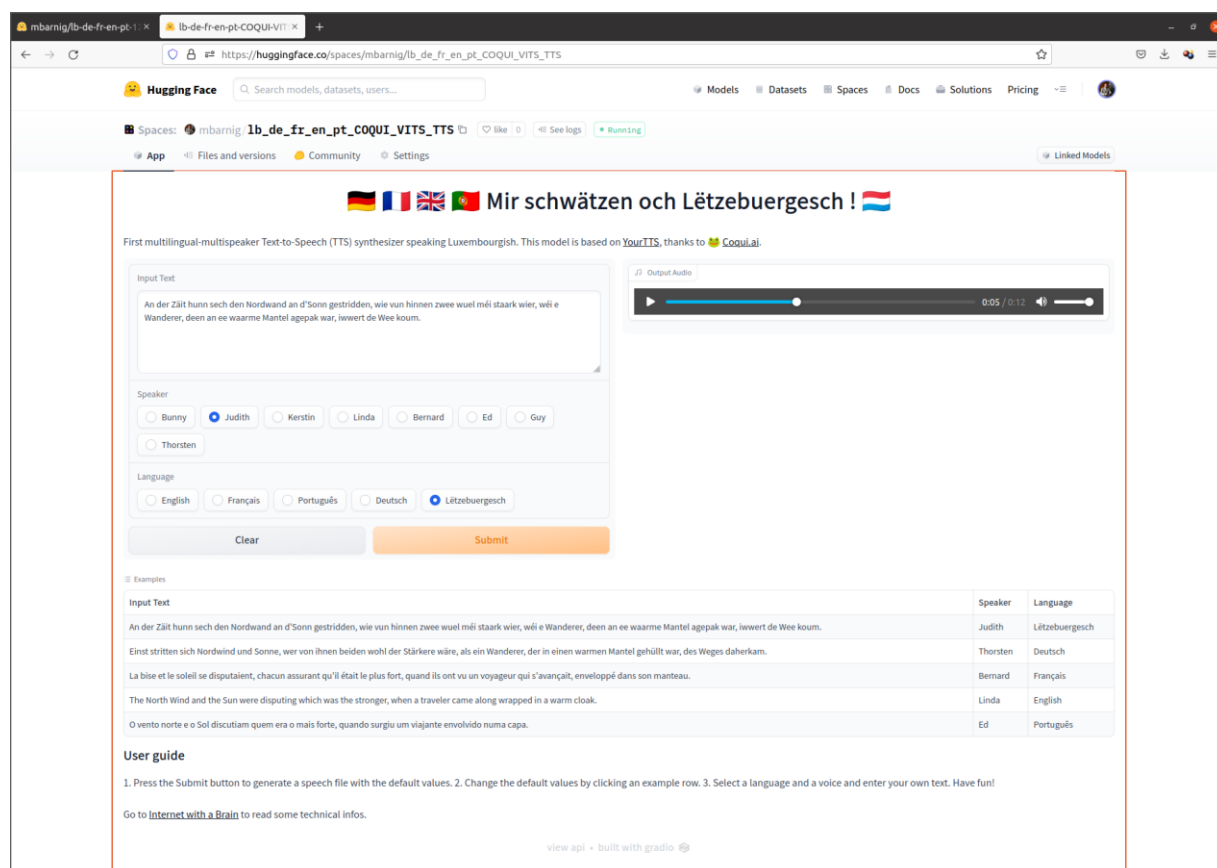 mbarnig/lb-de-fr-en-pt-1
lb-de-fr-en-pt-COQUI-VIT
https://huggingface.co/spaces/mbarnig/lb_de_fr_en_pt_COQUI_VITS_TTS
Hugging Face Search models, datasets, users... Models Datasets Spaces Docs Solutions Pricing
Spaces: mbarnig/lb_de_fr_en_pt_COQUI_VITS_TTS like 0 See logs Running
App Files and versions Community Settings Linked Models
Mir schwätzen och Lëtzebuergesch !
First multilingual-multispeaker Text-to-Speech (TTS) synthesizer speaking Luxembourgish. This model is based on YourTTS, thanks to 🐸 Coqui.ai.
Input Text
An der Zäit hunn sech den Nordwand an d'Sonn gestridden, wie vun hinnen zwee wuel méi staark wier, wéi e
Wanderer, deen an ee waarme Mantel agepak war, iwwert de Wee koum.
Output Audio
0:05 / 0:12
Speaker
Bunny Judith Kerstin Linda Bernard Ed Guy
Thorsten
Language
English Français Português Deutsch Lëtzebuergesch
Clear Submit
Examples
Input Text Speaker Language
An der Zäit hunn sech den Nordwand an d'Sonn gestridden, wie vun hinnen zwee wuel méi staark wier, wéi e Wanderer, deen an ee waarme Mantel agepak war, iwwert de Wee koum. Judith Lëtzebuergesch
Einst stritten sich Nordwind und Sonne, wer von ihnen beiden wohl der Stärkere wäre, als ein Wanderer, der in einen warmen Mantel gehüllt war, des Weges daherkam. Thorsten Deutsch
La bise et le soleil se disputaient, chacun assurant qu'il était le plus fort, quand ils ont vu un voyageur qui s'avançait, enveloppé dans son manteau. Bernard Français
The North Wind and the Sun were disputing which was the stronger, when a traveler came along wrapped in a warm cloak. Linda English
O vento norte e o Sol discutiam quem era o mais forte, quando surgiu um viajante envolvido numa capa. Ed Português
User guide
1. Press the Submit button to generate a speech file with the default values. 2. Change the default values by clicking an example row. 3. Select a language and a voice and enter your own text. Have fun!
Go to Internet with a Brain to read some technical infos.
view api • built with gradio